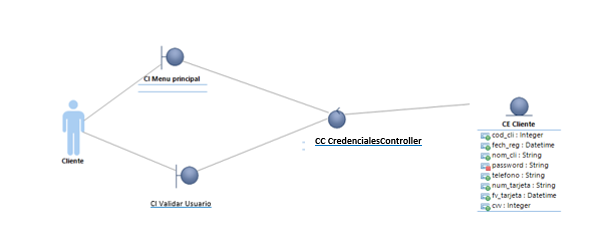 CI Menu principal
Cliente
CI Validar Usuario
CC CredencialesController
CE Cliente
cod_cli : Integer
fech_reg : Datetime
nom_cli : String
password : String
telefono : String
num_tarjeta : String
fv_tarjeta : Datetime
cvv : Integer